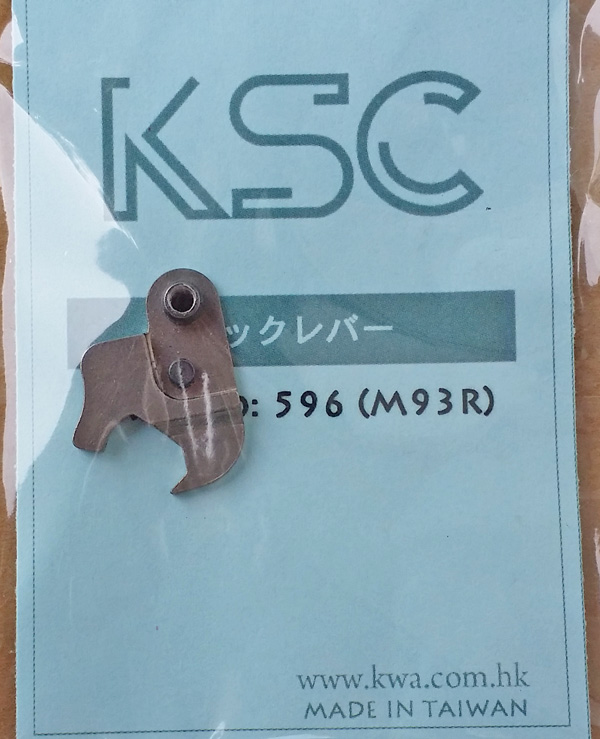 KSC
ックレバー
o: 596 (M93R)
www.kwa.com.hk
MADE IN TAIWAN